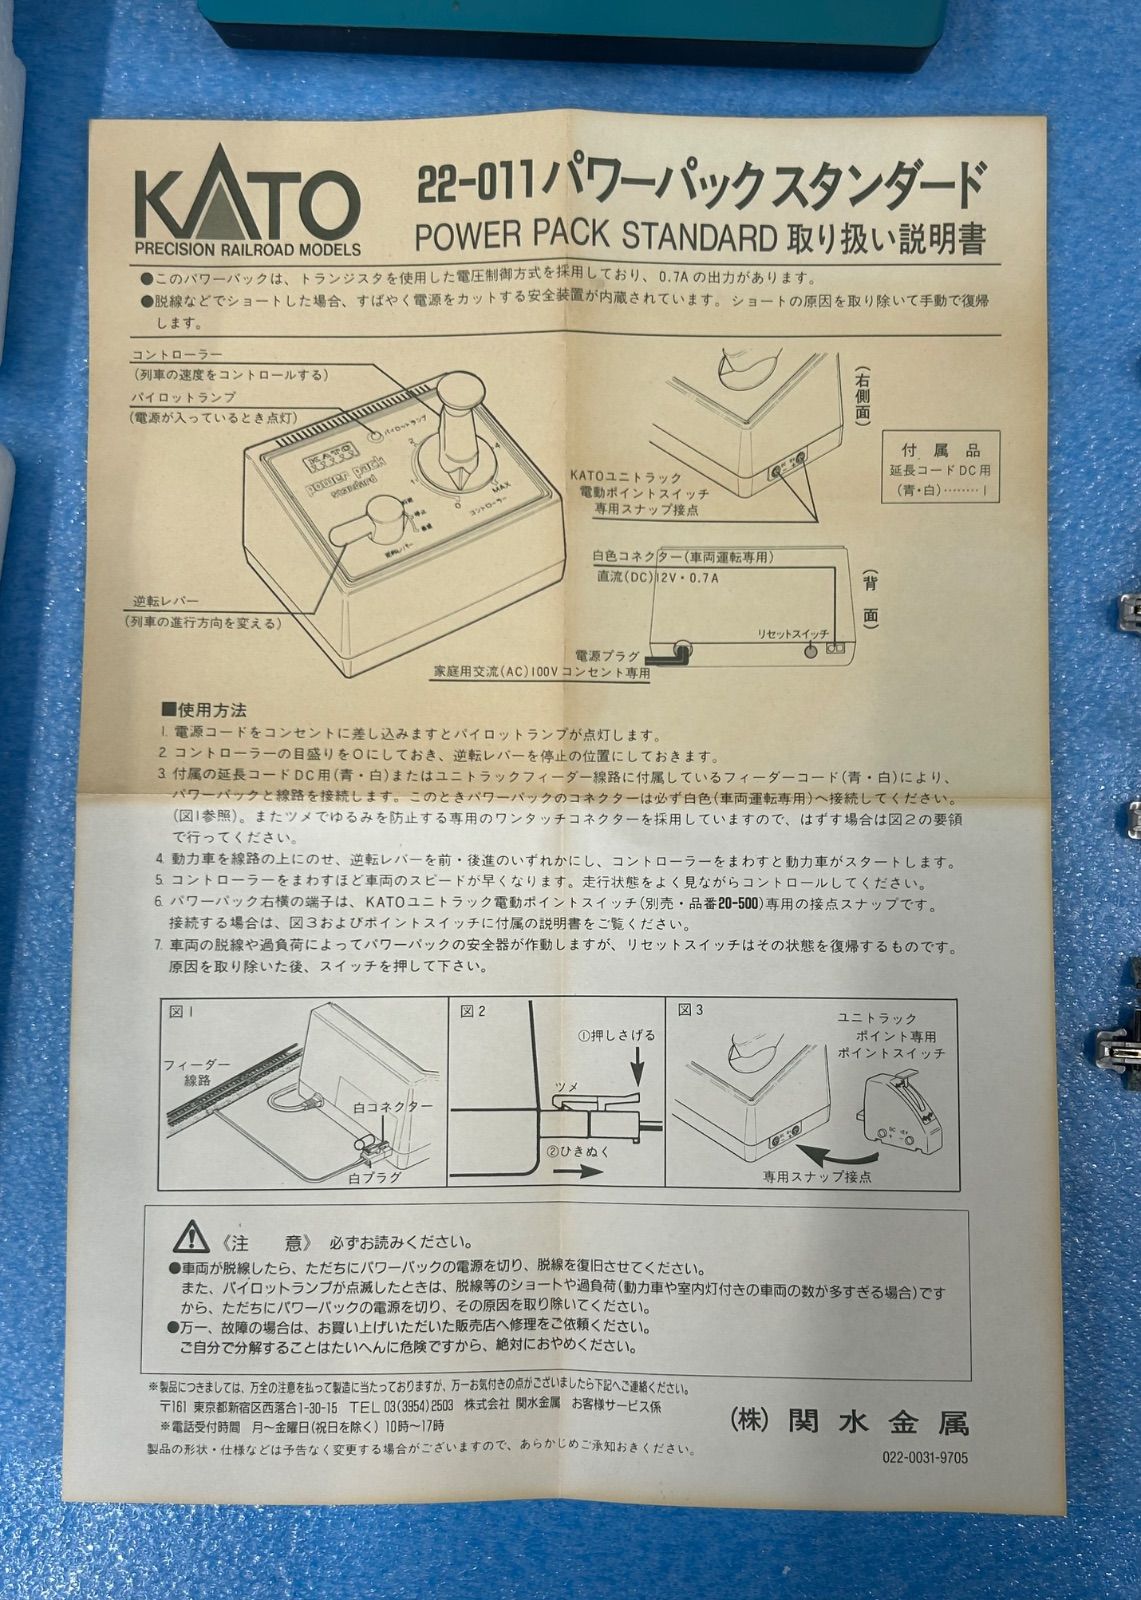 KATO
PRECISION RAILROAD MODELS
22-011パワーパックスタンダード
POWER PACK STANDARD 取り扱い説明書
●このパワーパックは、トランジスタを使用した電圧制御方式を採用しており、0.7Aの出力があります。
●脱線などでショートした場合、すばやく電源をカットする安全装置が内蔵されています。ショートの原因を取り除いて手動で復帰
します。
コントローラー
(列車の速度をコントロールする)
パイロットランプ
(電源が入っているとき点灯)
パイロットランプ
KATO
power pack
standard
2
4
1
0
MAX
コントローラー
前進
停止
後進
逆転レバー
逆転レバー
(列車の進行方向を変える)
(右側面)
KATOユニトラック
電動ポイントスイッチ
専用スナップ接点
付属品
延長コードDC用
(青・白)………1
白色コネクター(車両運転専用)
直流(DC)12V・0.7A
(背面)
リセットスイッチ
電源プラグ
家庭用交流(AC)100Vコンセント専用
■使用方法
1. 電源コードをコンセントに差し込みますとパイロットランプが点灯します。
2. コントローラーの目盛りを0にしておき、逆転レバーを停止の位置にしておきます。
3. 付属の延長コードDC用(青・白)またはユニトラックフィーダー線路に付属しているフィーダーコード(青・白)により、
パワーパックと線路を接続します。このときパワーパックのコネクターは必ず白色(車両運転専用)へ接続してください。
(図1参照)。またツメでゆるみを防止する専用のワンタッチコネクターを採用していますので、はずす場合は図2の要領
で行ってください。
4. 動力車を線路の上にのせ、逆転レバーを前・後進のいずれかにし、コントローラーをまわすと動力車がスタートします。
5. コントローラーをまわすほど車両のスピードが早くなります。走行状態をよく見ながらコントロールしてください。
6. パワーパック右横の端子は、KATOユニトラック電動ポイントスイッチ(別売・品番20-500)専用の接点スナップです。
接続する場合は、図3およびポイントスイッチに付属の説明書をご覧ください。
7. 車両の脱線や過負荷によってパワーパックの安全器が作動しますが、リセットスイッチはその状態を復帰するものです。
原因を取り除いた後、スイッチを押して下さい。
図1
フィーダー
線路
白コネクター
白プラグ
図2
①押しさげる
ツメ
②ひきぬく
図3
ユニトラック
ポイント専用
ポイントスイッチ
専用スナップ接点
《注　意》必ずお読みください。
●車両が脱線したら、ただちにパワーパックの電源を切り、脱線を復旧させてください。
また、パイロットランプが点滅したときは、脱線等のショートや過負荷(動力車や室内灯付きの車両の数が多すぎる場合)です
から、ただちにパワーパックの電源を切り、その原因を取り除いてください。
●万一、故障の場合は、お買い上げいただいた販売店へ修理をご依頼ください。
ご自分で分解することはたいへんに危険ですから、絶対におやめください。
※製品につきましては、万全の注意を払って製造に当たっておりますが、万一お気付きの点がございましたら下記へご連絡ください。
〒161 東京都新宿区西落合1-30-15 TEL 03(3954)2503 株式会社 関水金属 お客様サービス係
※電話受付時間 月〜金曜日(祝日を除く)10時〜17時
製品の形状・仕様などは予告なく変更する場合がございますので、あらかじめご承知おきください。
(株)関水金属
022-0031-9705